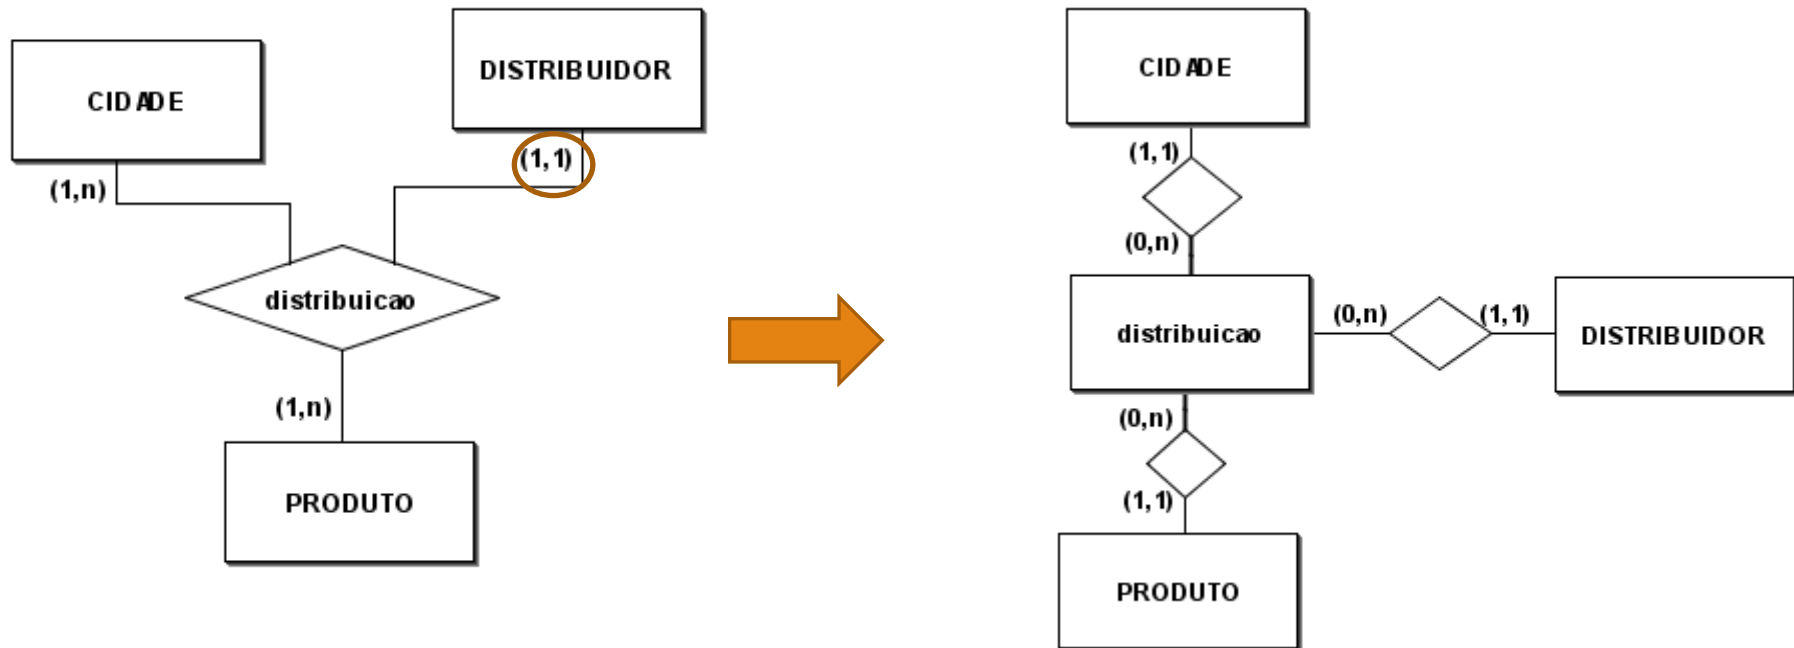 CIDADE
DISTRIBUIDOR
(1,n)
(1,1)
distribuicao
(1,n)
PRODUTO
CIDADE
(1,1)
(0,n)
distribuicao
(0,n)
(1,1)
DISTRIBUIDOR
(0,n)
(1,1)
PRODUTO